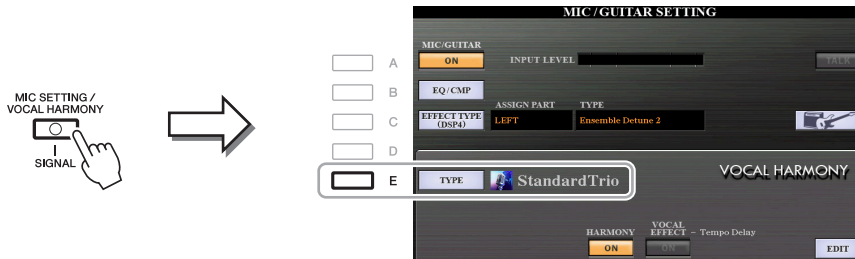 MIC / GUITAR SETTING
MIC/GUITAR
ON
INPUT LEVEL
TALK
A
EQ/CMP
B
ASSIGN PART
TYPE
EFFECT TYPE
(DSP4)
LEFT
Ensemble Detune 2
C
D
MIC SETTING /
VOCAL HARMONY
SIGNAL
E
TYPE
StandardTrio
VOCAL HARMONY
HARMONY
ON
VOCAL
EFFECT – Tempo Delay
ON
EDIT